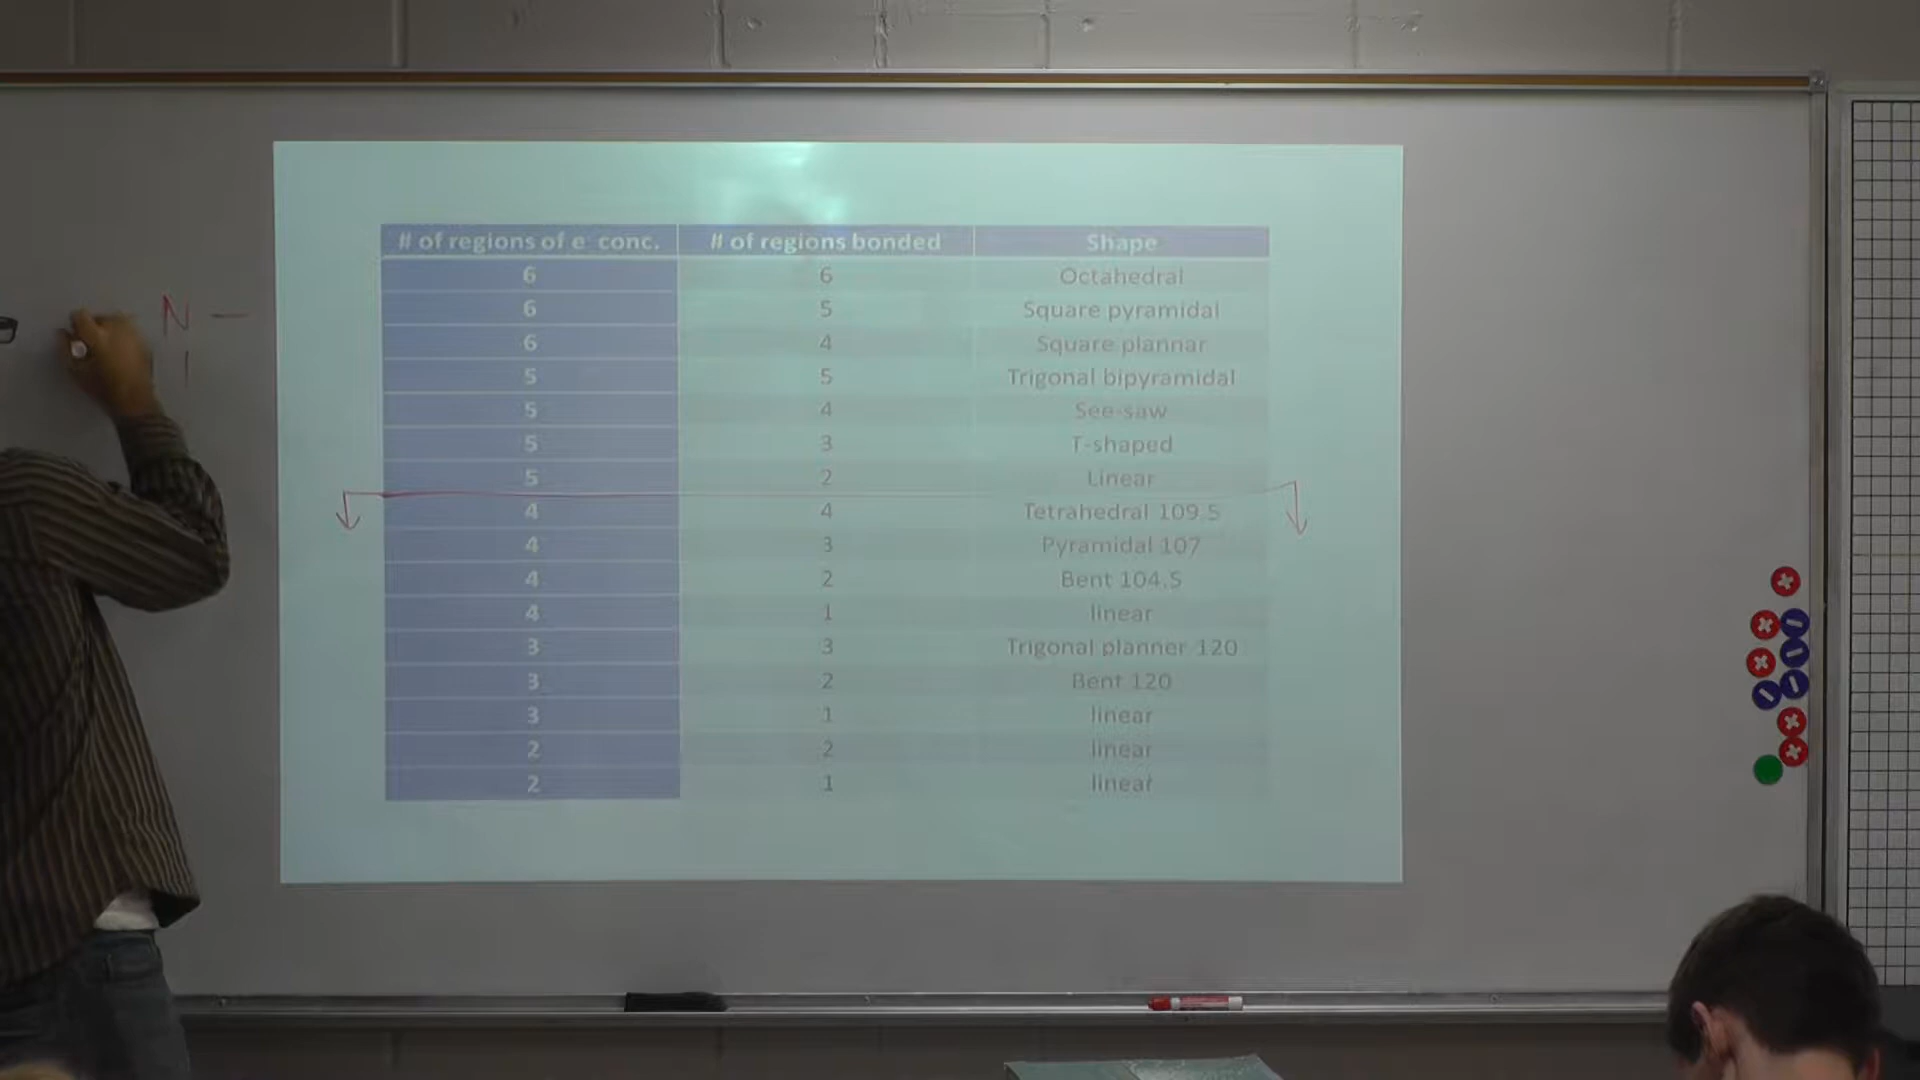 # of regions of e⁻ conc. # of regions bonded Shape
6 6 Octahedral
6 5 Square pyramidal
6 4 Square plannar
5 5 Trigonal bipyramidal
5 4 See-saw
5 3 T-shaped
5 2 Linear
4 4 Tetrahedral 109.5
4 3 Pyramidal 107
4 2 Bent 104.5
4 1 linear
3 3 Trigonal planner 120
3 2 Bent 120
3 1 linear
2 2 linear
2 1 linear
N —